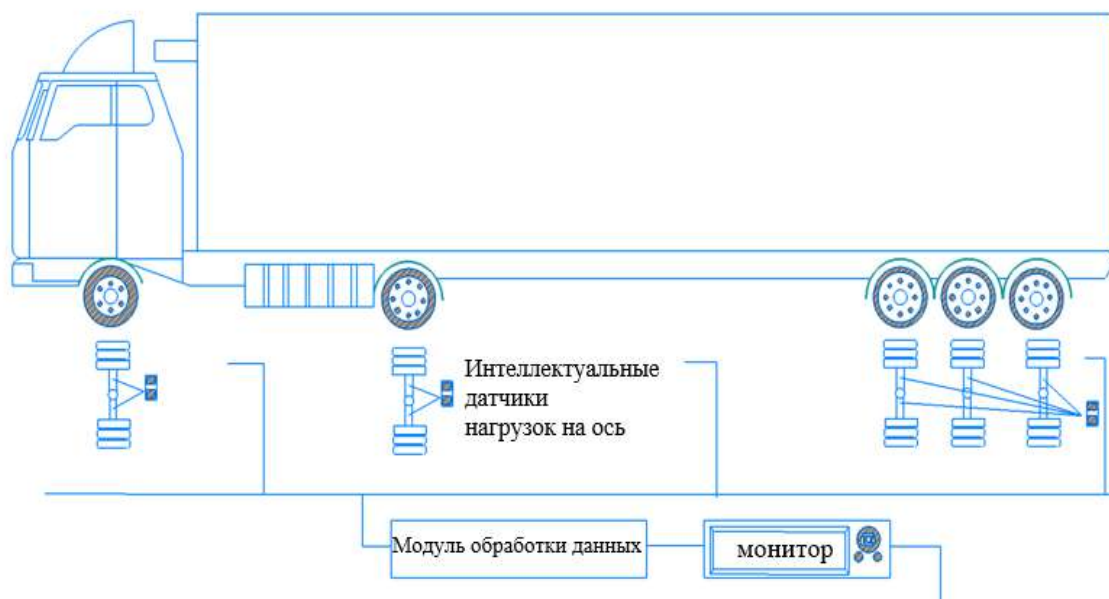 Интеллектуальные
датчики
нагрузок на ось
Модуль обработки данных
монитор